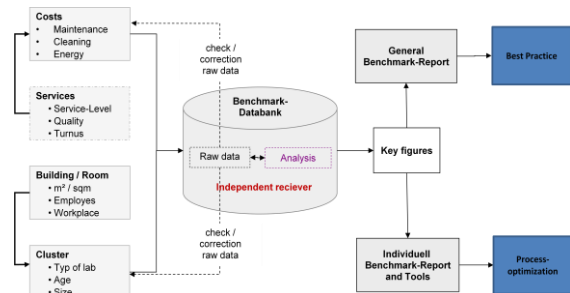 Costs
• Maintenance
• Cleaning
• Energy
Services
• Service-Level
• Quality
• Turnus
Building / Room
• m² / sqm
• Employes
• Workplace
Cluster
• Typ of lab
• Age
• Size
check /
correction
raw data
Benchmark-
Databank
Raw data
Analysis
Independent reciever
check /
correction
raw data
General
Benchmark-Report
Key figures
Individuell
Benchmark-Report
and Tools
Best Practice
Process-
optimization